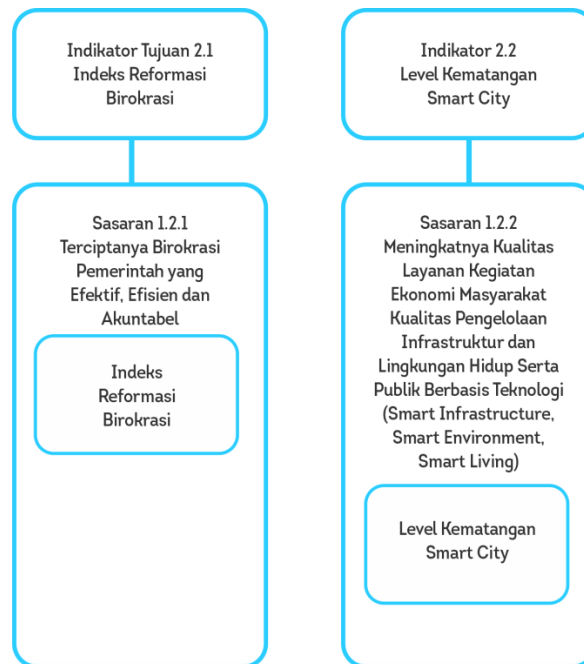 Indikator Tujuan 2.1
Indeks Reformasi
Birokrasi
Sasaran 1.2.1
Terciptanya Birokrasi
Pemerintah yang
Efektif, Efisien dan
Akuntabel
Indeks
Reformasi
Birokrasi
Indikator 2.2
Level Kematangan
Smart City
Sasaran 1.2.2
Meningkatnya Kualitas
Layanan Kegiatan
Ekonomi Masyarakat
Kualitas Pengelolaan
Infrastruktur dan
Lingkungan Hidup Serta
Publik Berbasis Teknologi
(Smart Infrastructure,
Smart Environment,
Smart Living)
Level Kematangan
Smart City